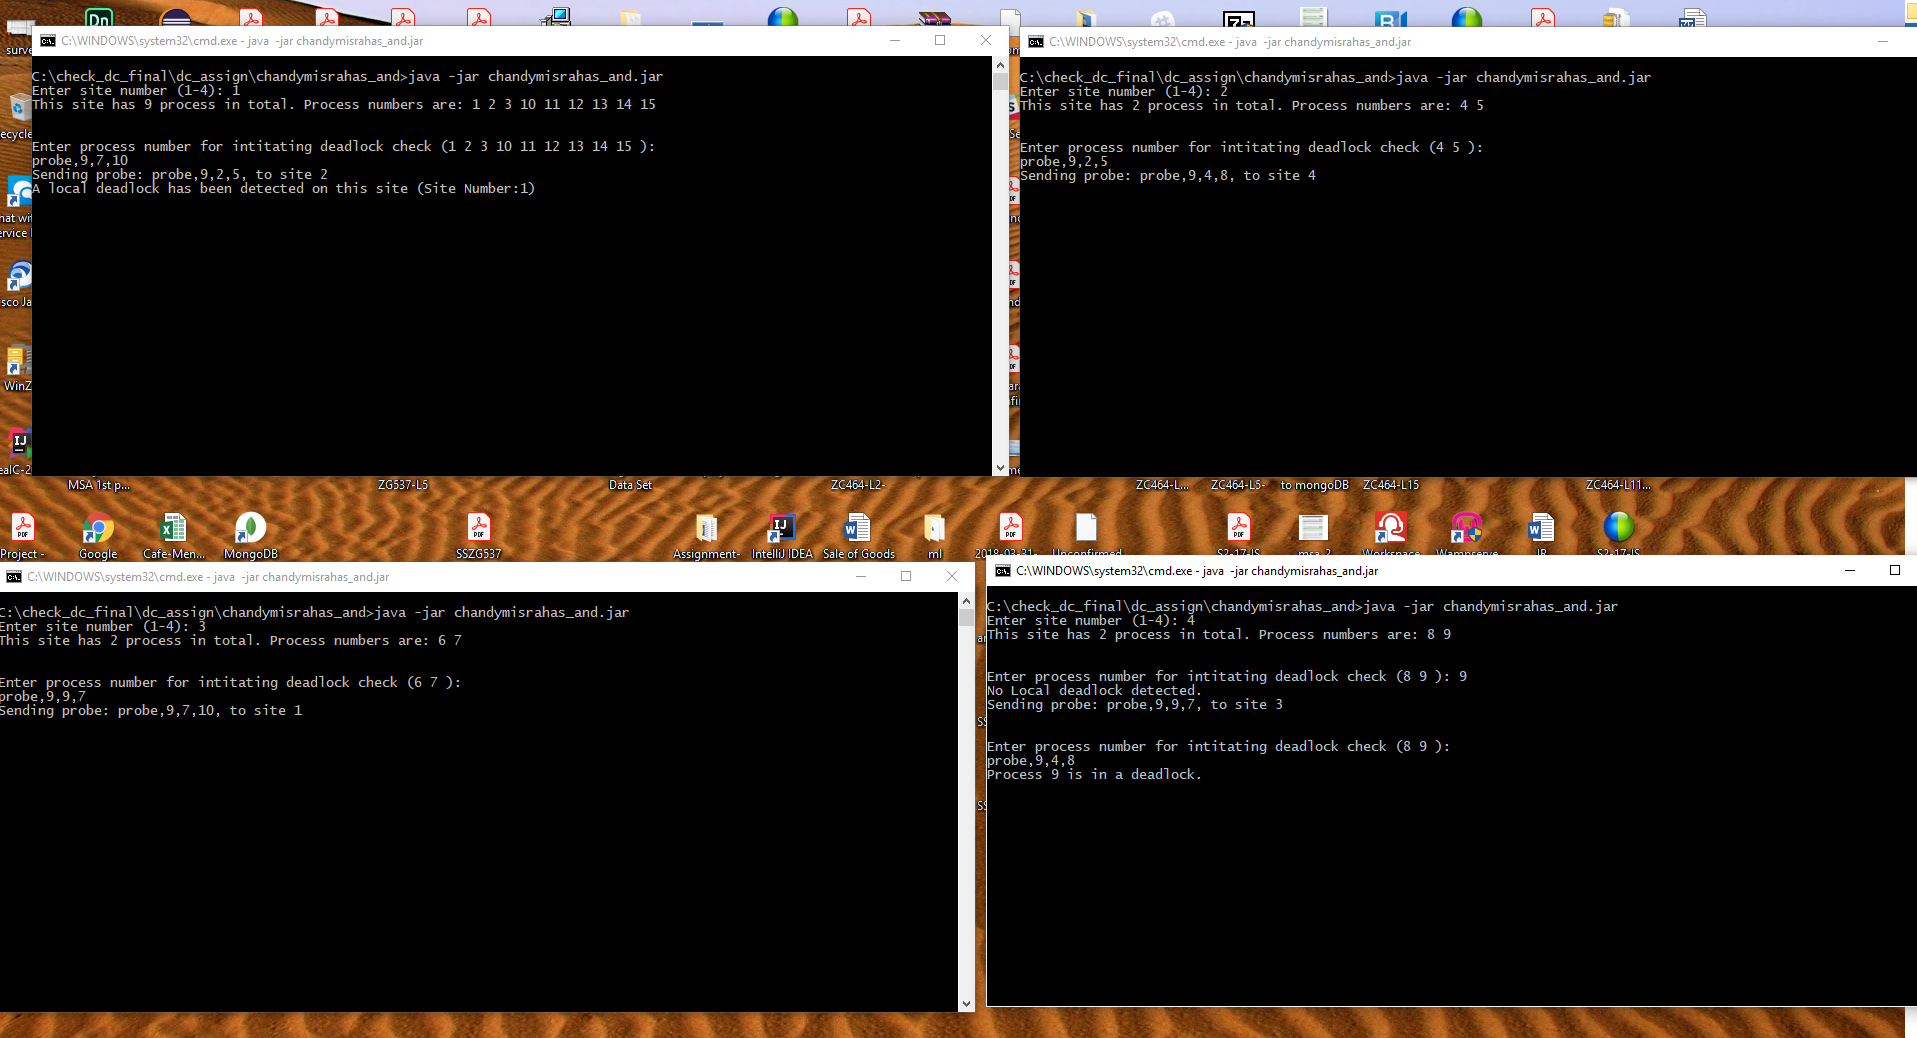 surve
C:\WINDOWS\system32\cmd.exe - java  -jar chandymisrahas_and.jar
C:\check_dc_final\dc_assign\chandymisrahas_and>java -jar chandymisrahas_and.jar
Enter site number (1-4): 1
This site has 9 process in total. Process numbers are: 1 2 3 10 11 12 13 14 15
Enter process number for intitating deadlock check (1 2 3 10 11 12 13 14 15 ):
probe,9,7,10
Sending probe: probe,9,2,5, to site 2
A local deadlock has been detected on this site (Site Number:1)
C:\WINDOWS\system32\cmd.exe - java  -jar chandymisrahas_and.jar
C:\check_dc_final\dc_assign\chandymisrahas_and>java -jar chandymisrahas_and.jar
Enter site number (1-4): 2
This site has 2 process in total. Process numbers are: 4 5
Enter process number for intitating deadlock check (4 5 ):
probe,9,2,5
Sending probe: probe,9,4,8, to site 4
ecycle
hat wit
ervice
sco Ja
WinZ
ealC-2
MSA 1st p...
ZG537-L5
Data Set
ZC464-L2-
ZC464-L...
ZC464-L5-
to mongoDB
ZC464-L15
ZC464-L11...
Project -
Google
Cafe-Men...
MongoDB
SSZG537
Assignment-
IntelliJ IDEA
Sale of Goods
ml
2018-03-31-
Unconfirmed
S2-17-IS
msa_2
Workspace
Wampserve
IR
S2-17-IS
C:\WINDOWS\system32\cmd.exe - java  -jar chandymisrahas_and.jar
C:\check_dc_final\dc_assign\chandymisrahas_and>java -jar chandymisrahas_and.jar
Enter site number (1-4): 3
This site has 2 process in total. Process numbers are: 6 7
Enter process number for intitating deadlock check (6 7 ):
probe,9,9,7
Sending probe: probe,9,7,10, to site 1
C:\WINDOWS\system32\cmd.exe - java  -jar chandymisrahas_and.jar
C:\check_dc_final\dc_assign\chandymisrahas_and>java -jar chandymisrahas_and.jar
Enter site number (1-4): 4
This site has 2 process in total. Process numbers are: 8 9
Enter process number for intitating deadlock check (8 9 ): 9
No Local deadlock detected.
Sending probe: probe,9,9,7, to site 3
Enter process number for intitating deadlock check (8 9 ):
probe,9,4,8
Process 9 is in a deadlock.